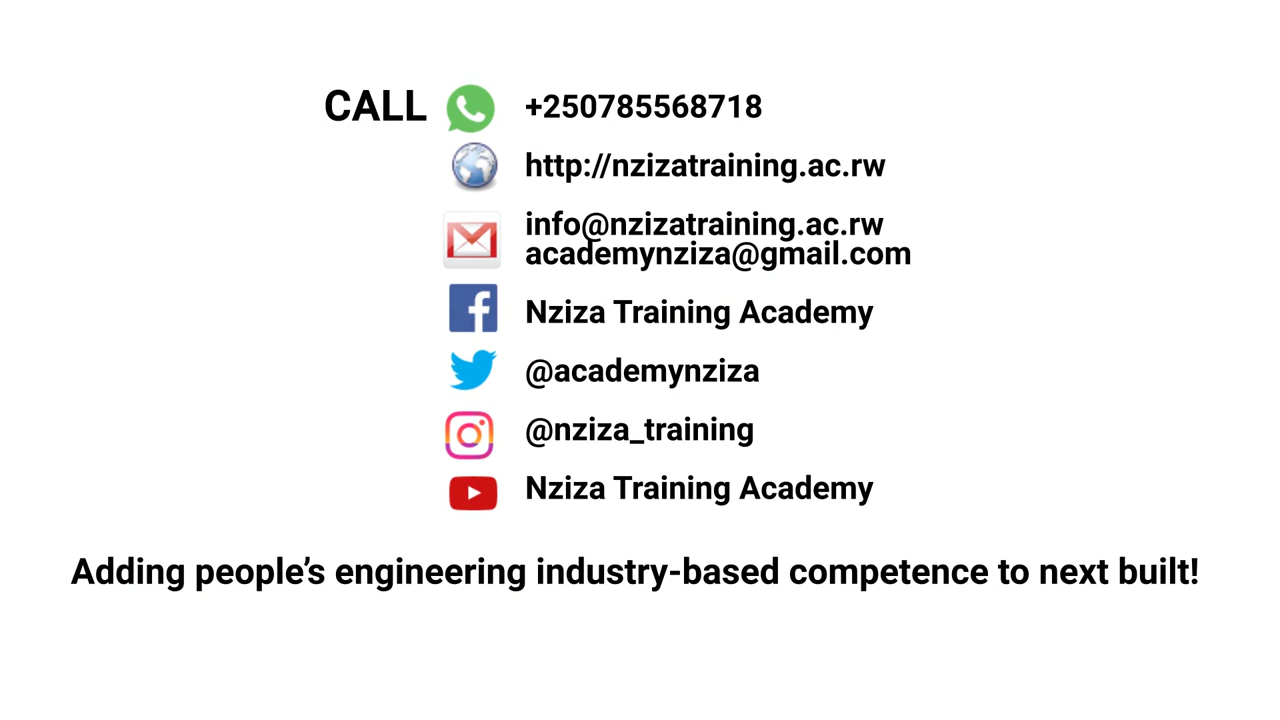 CALL +250785568718
http://nzizatraining.ac.rw
info@nzizatraining.ac.rw
academynziza@gmail.com
Nziza Training Academy
@academynziza
@nziza_training
Nziza Training Academy
Adding people’s engineering industry-based competence to next built!